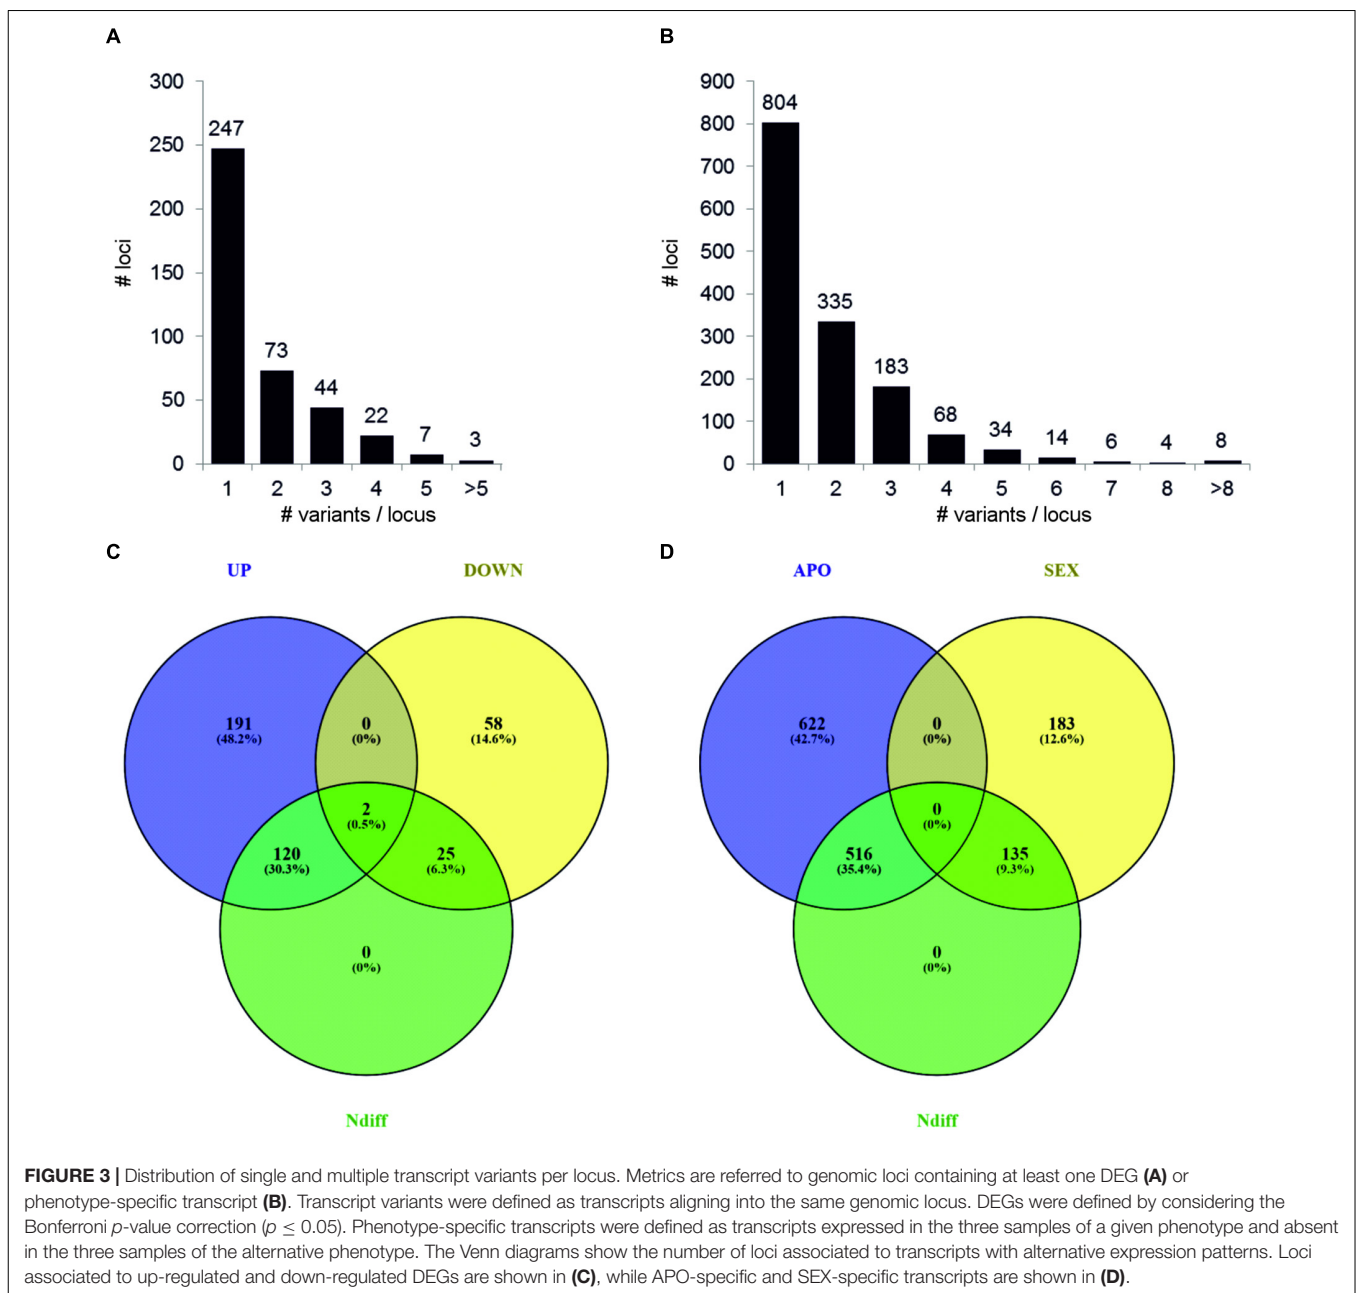 A
300
250
200
150
100
50
0
# loci
247
73
44
22
7
3
1 2 3 4 5 >5
# variants / locus
B
900
800
700
600
500
400
300
200
100
0
# loci
804
335
183
68
34
14
6
4
8
1 2 3 4 5 6 7 8 >8
# variants / locus
C
UP
DOWN
191
(48.2%)
0
(0%)
58
(14.6%)
2
(0.5%)
120
(30.3%)
25
(6.3%)
0
(0%)
Ndiff
D
APO
SEX
622
(42.7%)
0
(0%)
183
(12.6%)
0
(0%)
516
(35.4%)
135
(9.3%)
0
(0%)
Ndiff
FIGURE 3 | Distribution of single and multiple transcript variants per locus. Metrics are referred to genomic loci containing at least one DEG (A) or
phenotype-specific transcript (B). Transcript variants were defined as transcripts aligning into the same genomic locus. DEGs were defined by considering the
Bonferroni p-value correction (p ≤ 0.05). Phenotype-specific transcripts were defined as transcripts expressed in the three samples of a given phenotype and absent
in the three samples of the alternative phenotype. The Venn diagrams show the number of loci associated to transcripts with alternative expression patterns. Loci
associated to up-regulated and down-regulated DEGs are shown in (C), while APO-specific and SEX-specific transcripts are shown in (D).